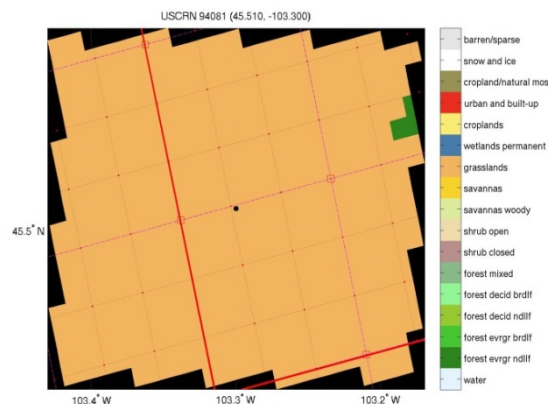 USCRN 94081 (45.510, -103.300)
barren/sparse
snow and ice
cropland/natural mos
urban and built-up
croplands
wetlands permanent
grasslands
savannas
savannas woody
shrub open
shrub closed
forest mixed
forest decid brdlf
forest decid ndllf
forest evrgr brdlf
forest evrgr ndllf
water
45.5° N
103.4° W 103.3° W 103.2° W